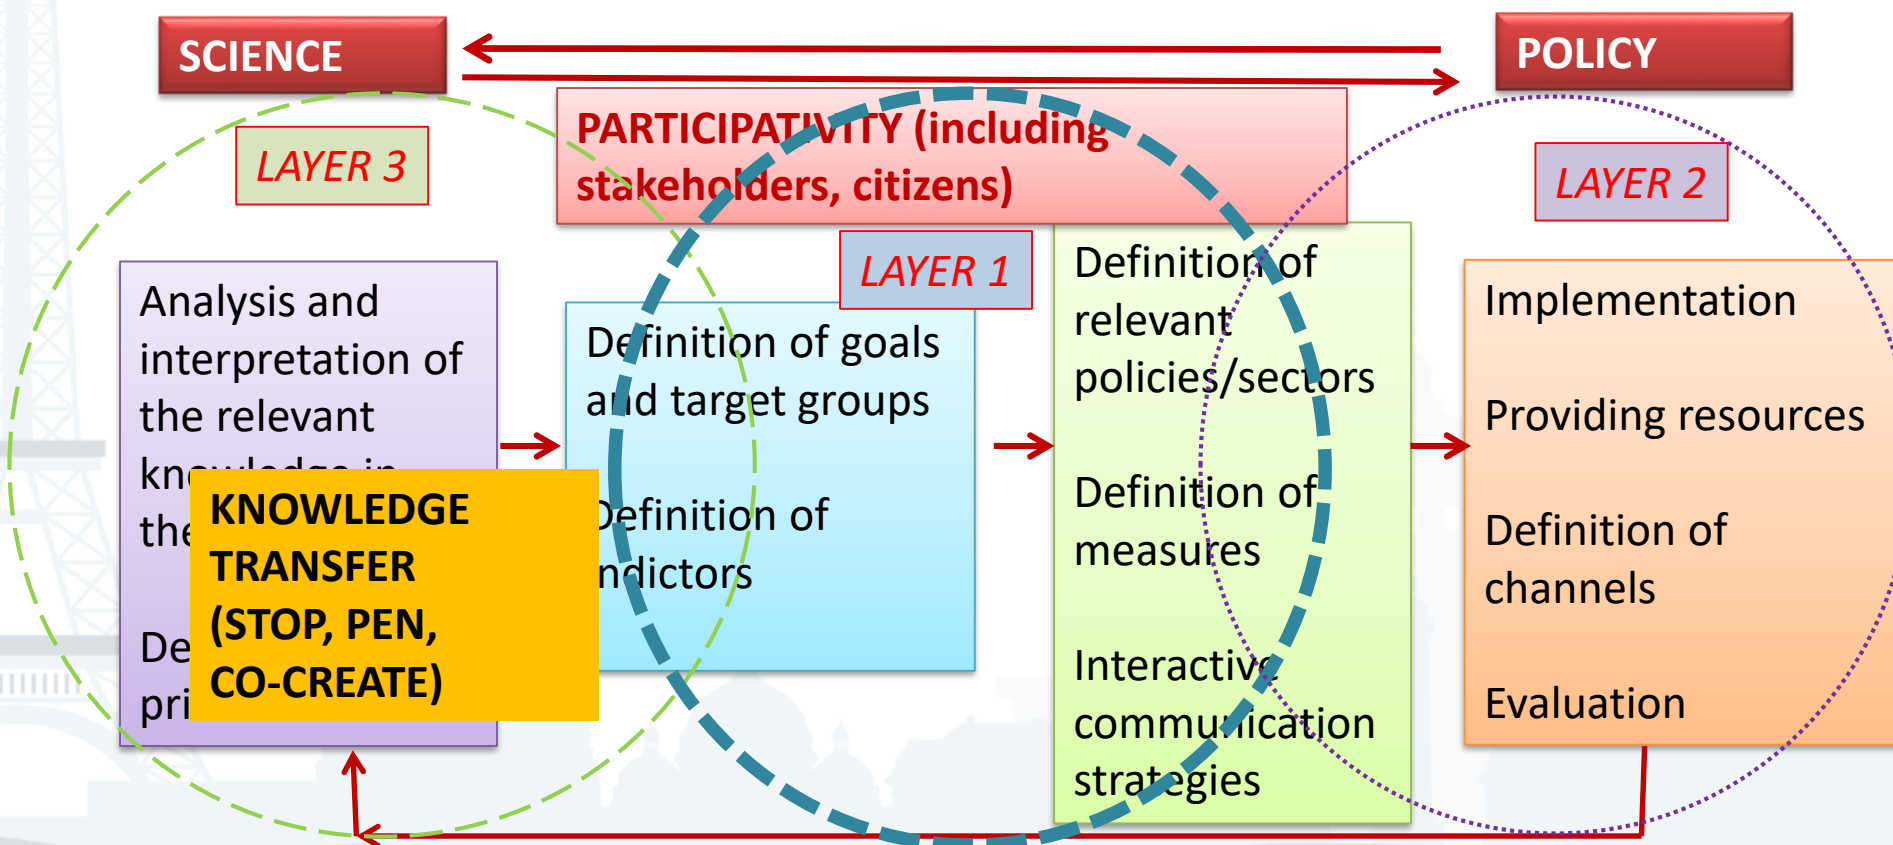 SCIENCE
POLICY
PARTICIPATIVITY (including
stakeholders, citizens)
LAYER 3
LAYER 1
LAYER 2
Analysis and
interpretation of
the relevant
KNOWLEDGE
TRANSFER
(STOP, PEN,
CO-CREATE)
Definition of goals
and target groups
Definition of
indictors
Definition of
relevant
policies/sectors
Definition of
measures
Interactive
communication
strategies
Implementation
Providing resources
Definition of
channels
Evaluation